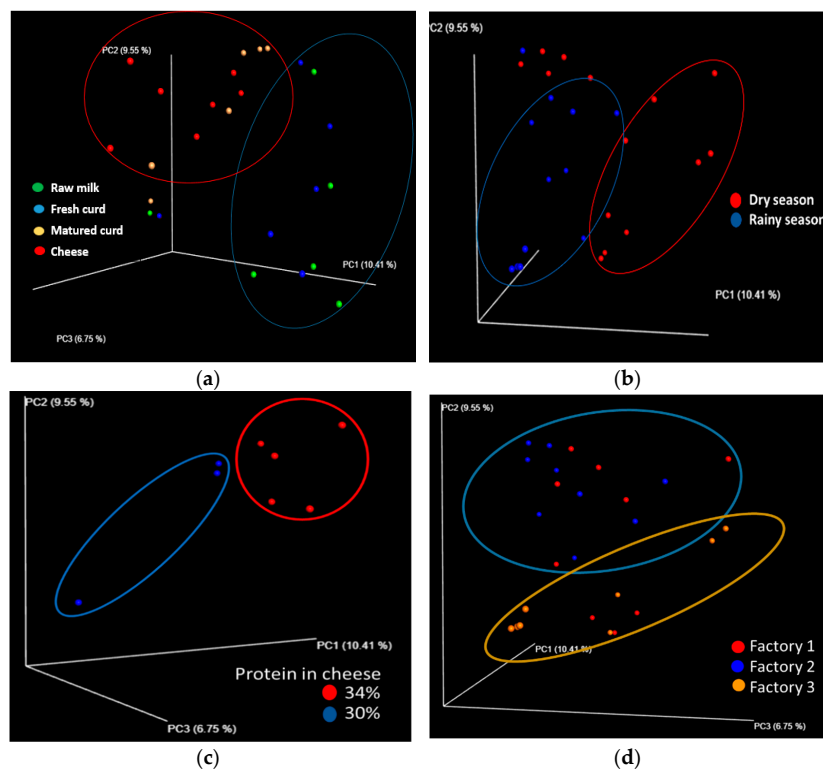 PC2 (9.55 %)
Raw milk
Fresh curd
Matured curd
Cheese
PC1 (10.41 %)
PC3 (6.75 %)
(a)
PC2 (9.55 %)
Dry season
Rainy season
PC1 (10.41 %)
(b)
PC2 (9.55 %)
PC1 (10.41 %)
Protein in cheese
34%
30%
PC3 (6.75 %)
(c)
PC2 (9.55 %)
PC1 (10.41 %)
Factory 1
Factory 2
Factory 3
PC3 (6.75 %)
(d)